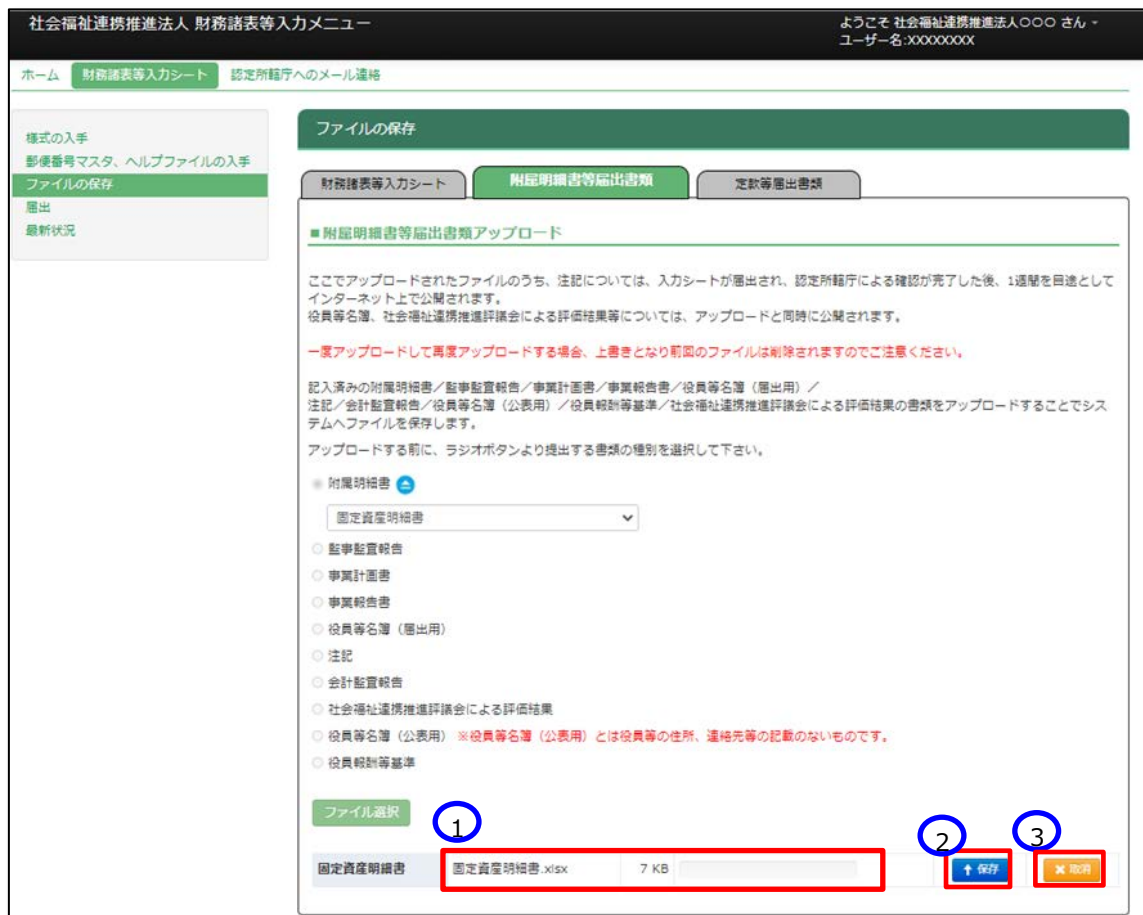 社会福祉連携推進法人 財務諸表等入力メニュー
ようこそ 社会福祉連携推進法人〇〇〇 さん
ユーザー名:XXXXXXXX
ホーム 財務諸表等入力シート 認定所轄庁へのメール連絡
様式の入手
郵便番号マスタ、ヘルプファイルの入手
ファイルの保存
届出
最新状況
ファイルの保存
財務諸表等入力シート 附属明細書等届出書類 定款等届出書類
■附属明細書等届出書類アップロード
ここでアップロードされたファイルのうち、注記については、入力シートが届出され、認定所轄庁による確認が完了した後、1週間を目途として
インターネット上で公開されます。
役員等名簿、社会福祉連携推進評議会による評価結果等については、アップロードと同時に公開されます。
一度アップロードして再度アップロードする場合、上書きとなり前回のファイルは削除されますのでご注意ください。
記入済みの附属明細書／監事監査報告／事業計画書／事業報告書／役員等名簿（届出用）／
注記／会計監査報告／役員等名簿（公表用）／役員報酬等基準／社会福祉連携推進評議会による評価結果の書類をアップロードすることでシス
テムへファイルを保存します。
アップロードする前に、ラジオボタンより提出する書類の種別を選択して下さい。
附属明細書
固定資産明細書
監事監査報告
事業計画書
事業報告書
役員等名簿（届出用）
注記
会計監査報告
社会福祉連携推進評議会による評価結果
役員等名簿（公表用） ※役員等名簿（公表用）とは役員等の住所、連絡先等の記載のないものです。
役員報酬等基準
ファイル選択
1 2 3
固定資産明細書 固定資産明細書.xlsx 7 KB 保存 取消